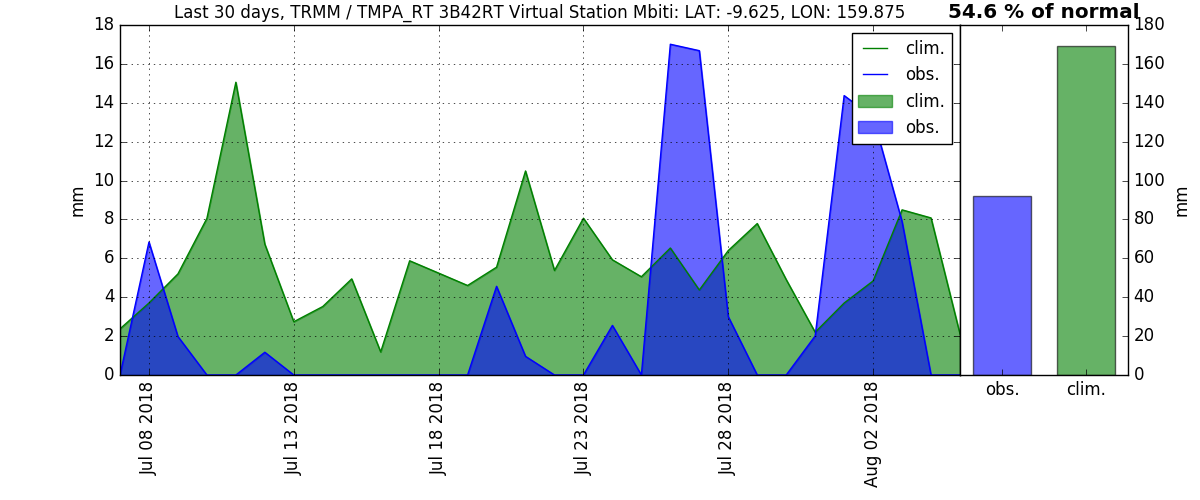 Last 30 days, TRMM / TMPA_RT 3B42RT Virtual Station Mbiti: LAT: -9.625, LON: 159.875
54.6 % of normal
18
16
14
12
10
8
6
4
2
0
mm
clim.
obs.
clim.
obs.
Jul 08 2018
Jul 13 2018
Jul 18 2018
Jul 23 2018
Jul 28 2018
Aug 02 2018
180
160
140
120
100
80
60
40
20
0
mm
obs.
clim.